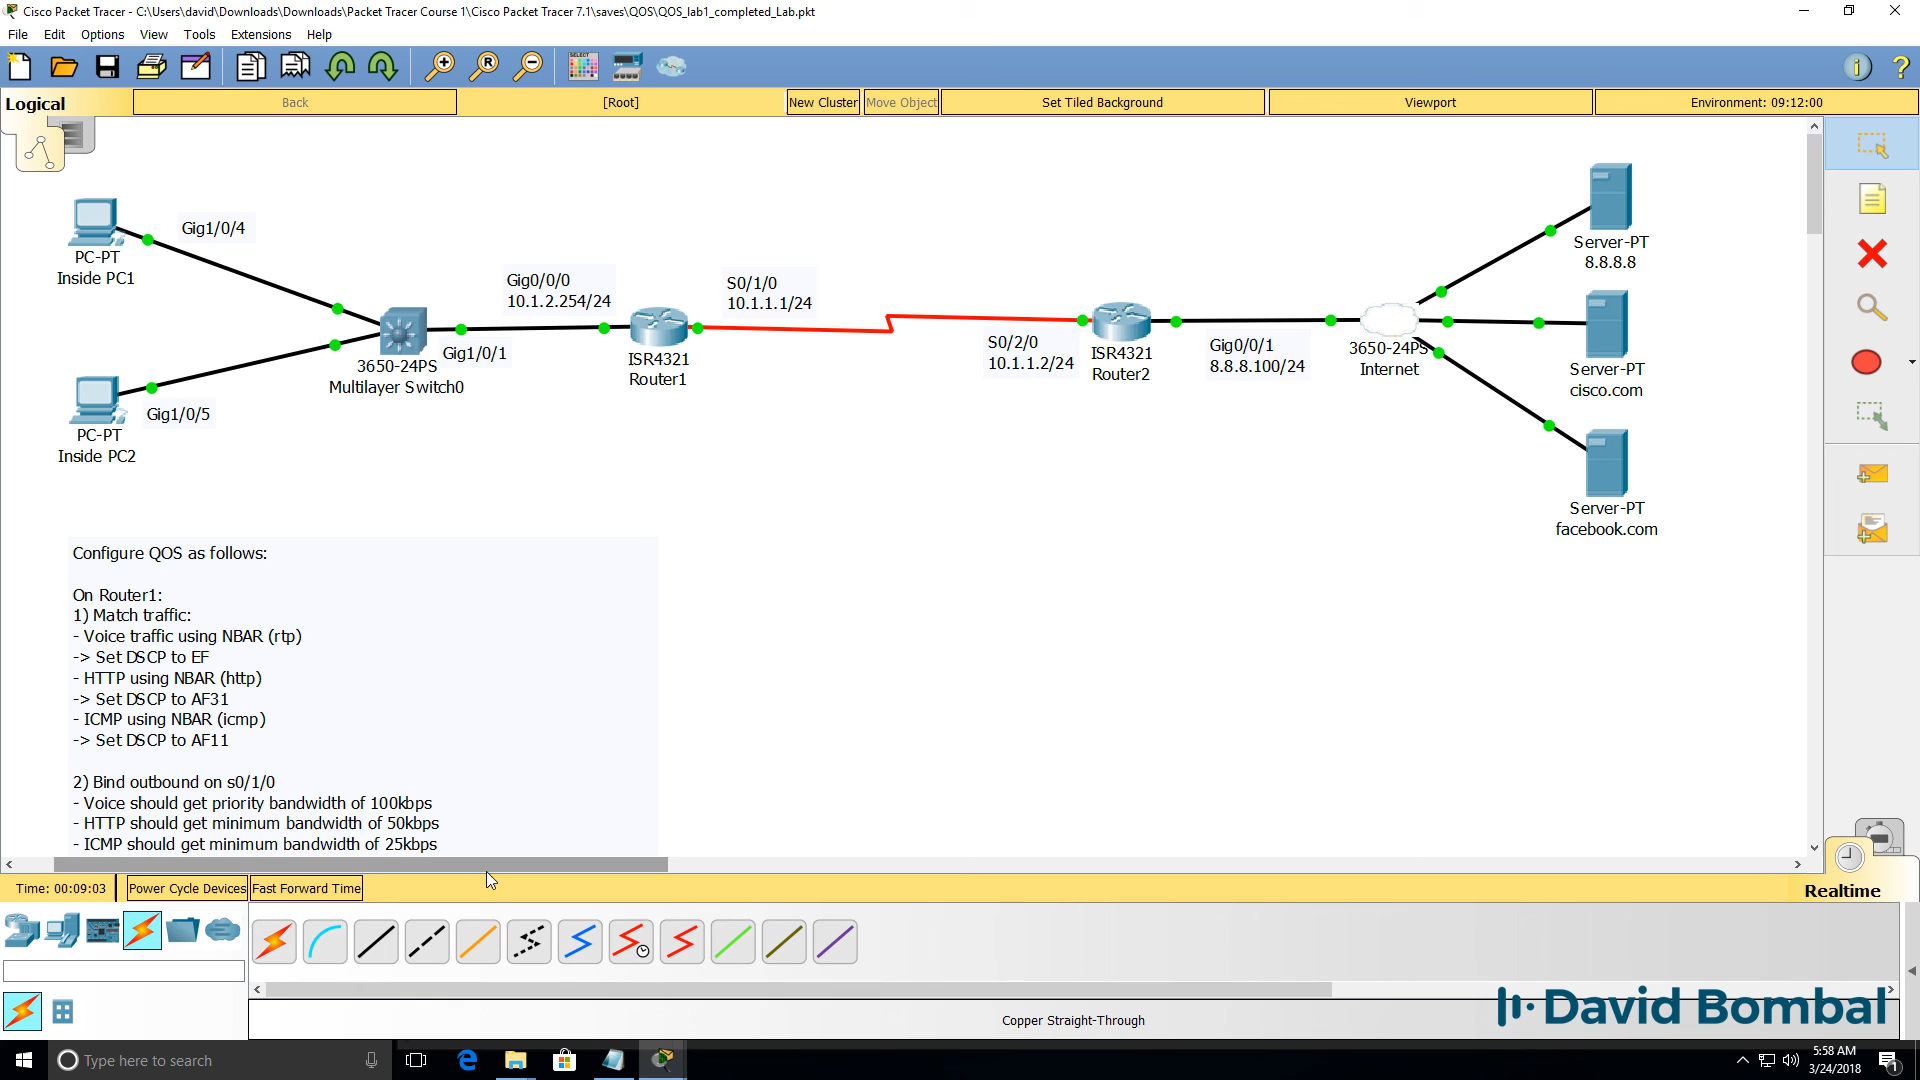 Cisco Packet Tracer - C:\Users\david\Downloads\Downloads\Packet Tracer Course 1\Cisco Packet Tracer 7.1\saves\QOS\QOS_lab1_completed_Lab.pkt
File Edit Options View Tools Extensions Help
Logical Back [Root] New Cluster Move Object Set Tiled Background Viewport Environment: 09:12:00
Gig1/0/4
PC-PT
Inside PC1
Gig0/0/0
10.1.2.254/24
S0/1/0
10.1.1.1/24
Gig1/0/1
3650-24PS
Multilayer Switch0
ISR4321
Router1
S0/2/0
10.1.1.2/24
ISR4321
Router2
Gig0/0/1
8.8.8.100/24
3650-24PS
Internet
Server-PT
8.8.8.8
Server-PT
cisco.com
Server-PT
facebook.com
Gig1/0/5
PC-PT
Inside PC2
Configure QOS as follows:
On Router1:
1) Match traffic:
- Voice traffic using NBAR (rtp)
-> Set DSCP to EF
- HTTP using NBAR (http)
-> Set DSCP to AF31
- ICMP using NBAR (icmp)
-> Set DSCP to AF11
2) Bind outbound on s0/1/0
- Voice should get priority bandwidth of 100kbps
- HTTP should get minimum bandwidth of 50kbps
- ICMP should get minimum bandwidth of 25kbps
Time: 00:09:03 Power Cycle Devices Fast Forward Time
Realtime
Copper Straight-Through
David Bombal
Type here to search
5:58 AM
3/24/2018
1